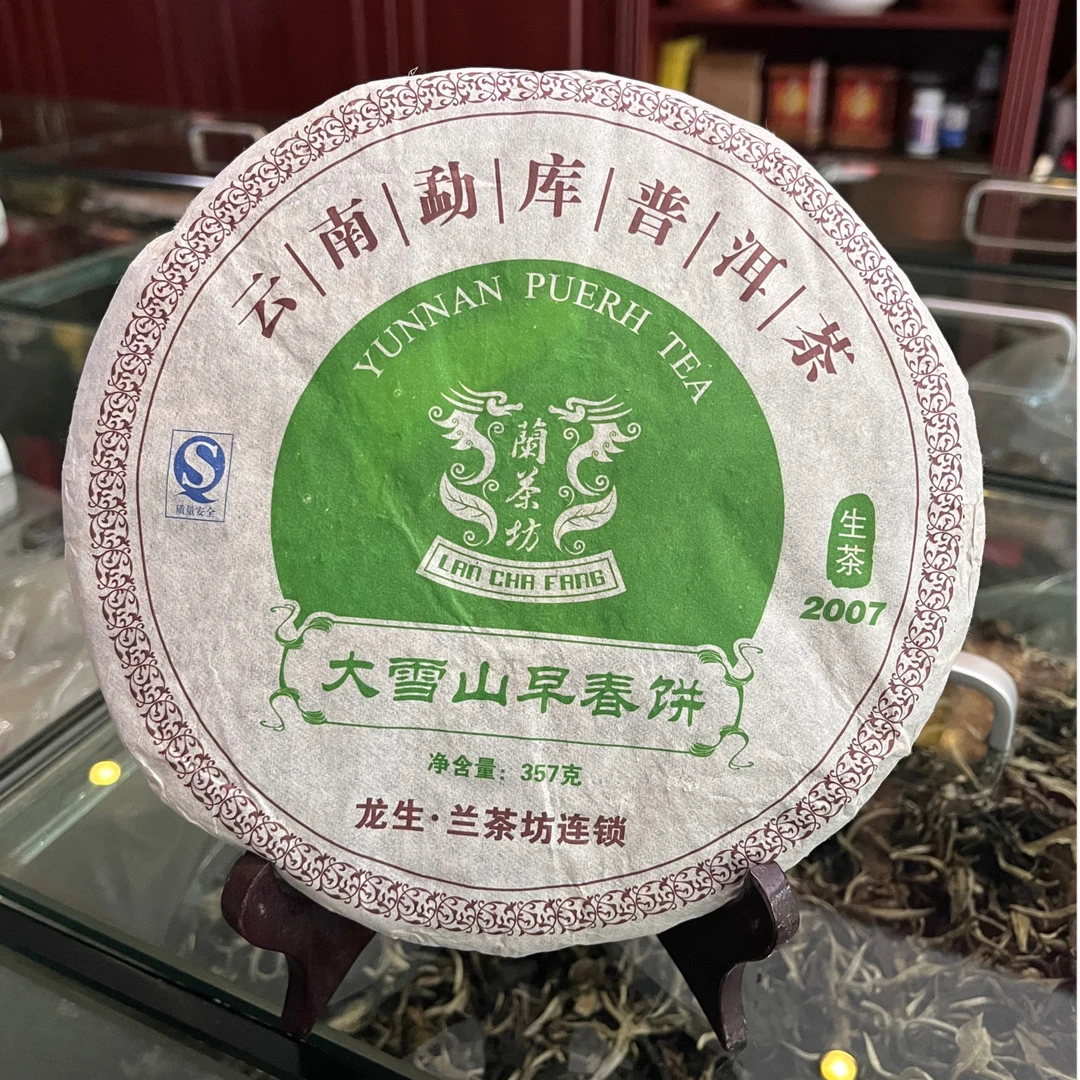 云|南|勐|库|普|洱|茶
YUNNAN PUERH TEA
蘭茶坊
LAN CHA FANG
S
质量安全
生茶
2007
大雪山早春饼
净含量：357克
龙生·兰茶坊连锁